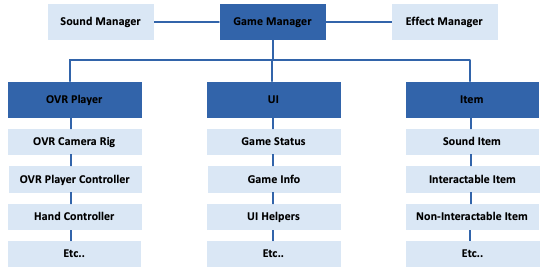 Sound Manager
Game Manager
Effect Manager
OVR Player
UI
Item
OVR Camera Rig
Game Status
Sound Item
OVR Player Controller
Game Info
Interactable Item
Hand Controller
UI Helpers
Non-Interactable Item
Etc..
Etc..
Etc..